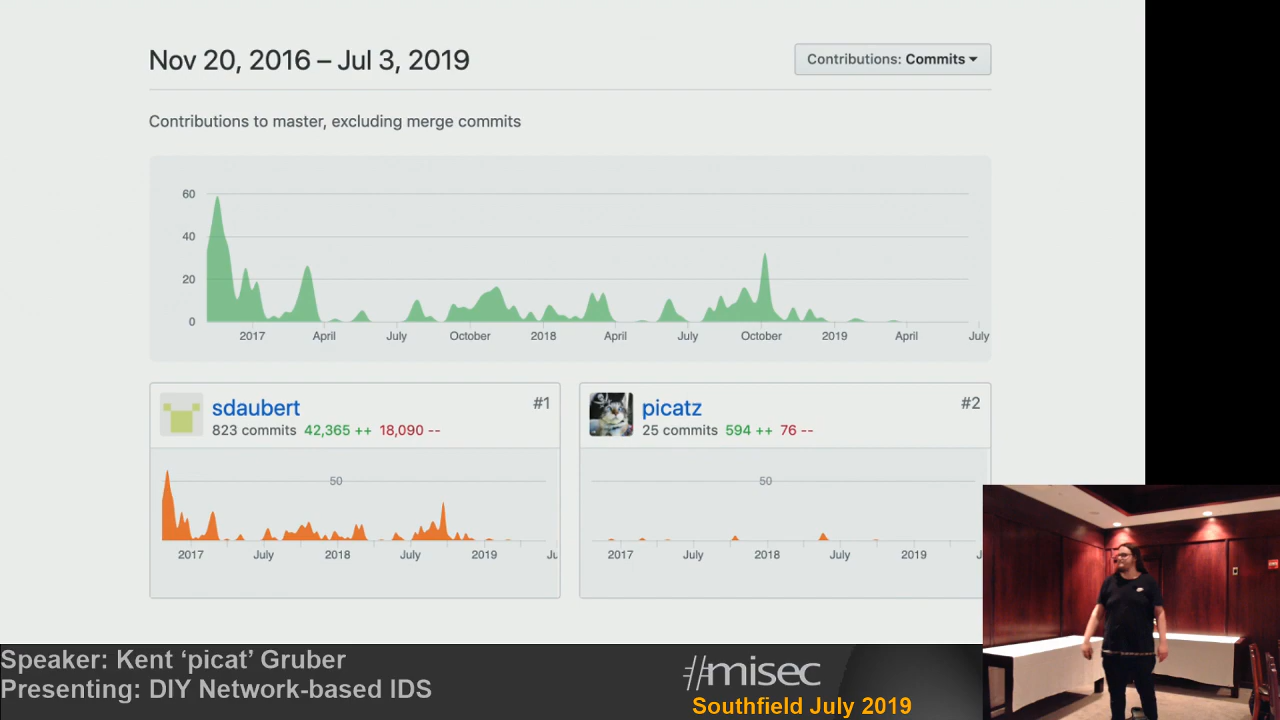 Nov 20, 2016 – Jul 3, 2019
Contributions: Commits
Contributions to master, excluding merge commits
60
40
20
0
2017 April July October 2018 April July October 2019 April July
sdaubert #1
823 commits 42,365 ++ 18,090 --
50
2017 July 2018 July 2019 Ju
picatz #2
25 commits 594 ++ 76 --
50
2017 July 2018 July 2019 J
Speaker: Kent ‘picat’ Gruber
Presenting: DIY Network-based IDS
#misec
Southfield July 2019